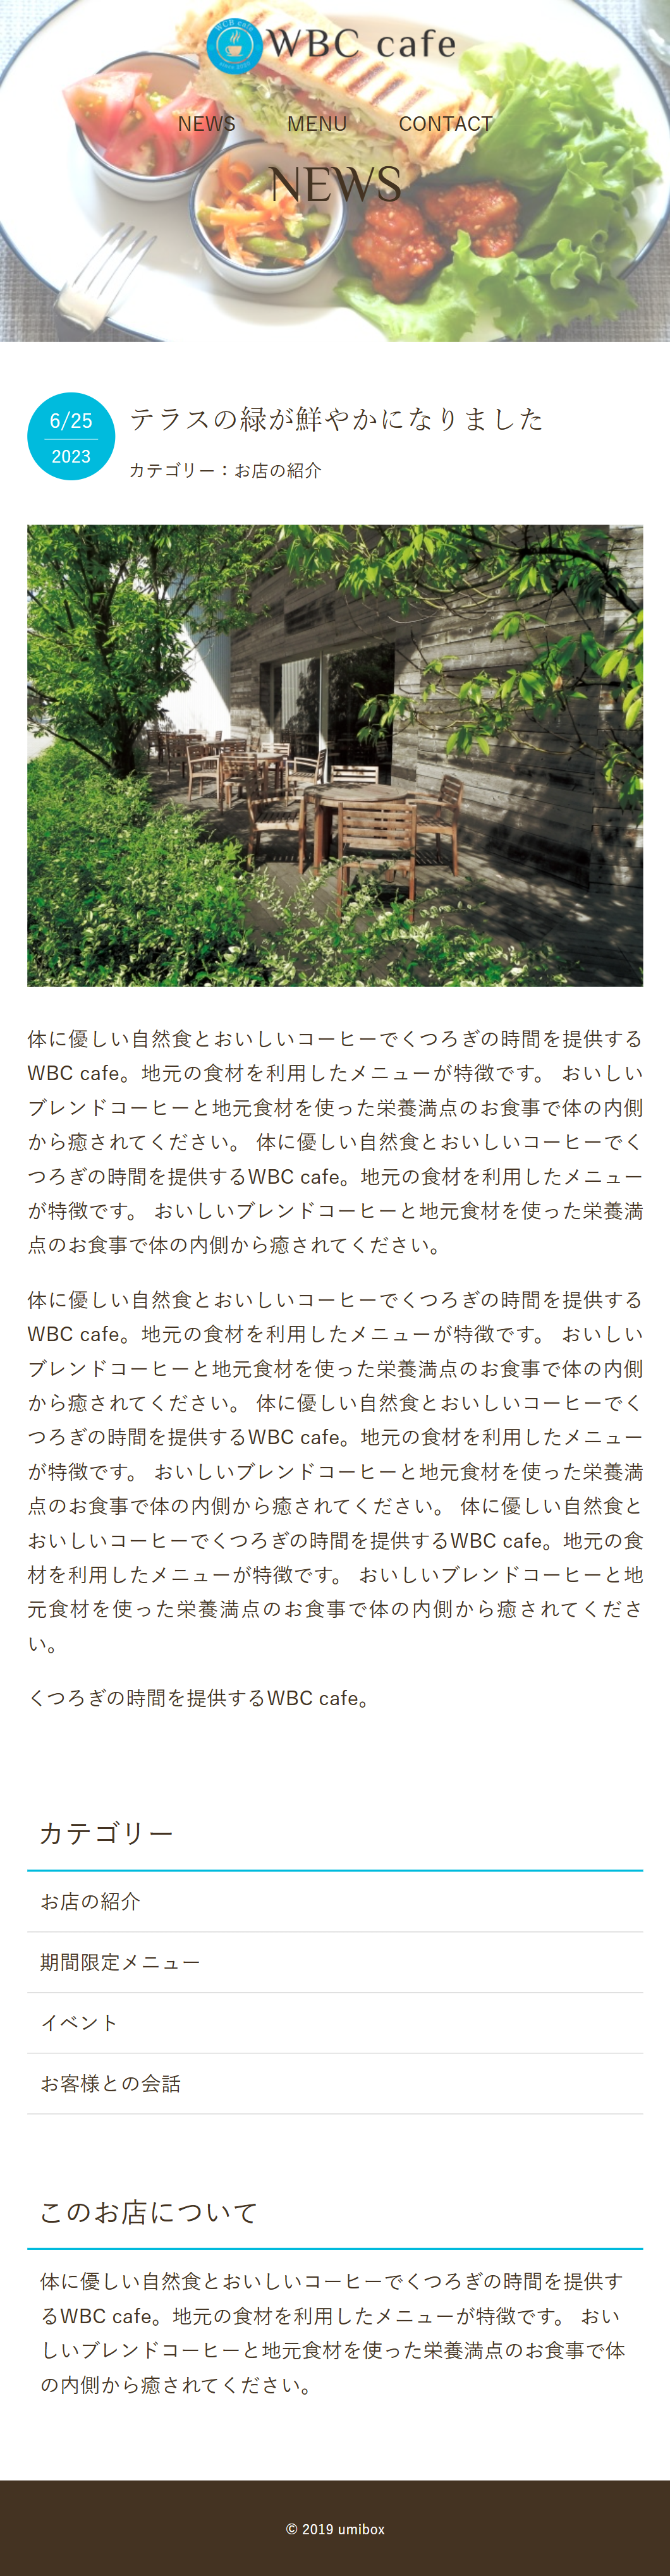 WCB cafe
since 2020
WBC cafe
NEWS MENU CONTACT
NEWS
6/25
2023
テラスの緑が鮮やかになりました
カテゴリー：お店の紹介
体に優しい自然食とおいしいコーヒーでくつろぎの時間を提供する
WBC cafe。地元の食材を利用したメニューが特徴です。 おいしい
ブレンドコーヒーと地元食材を使った栄養満点のお食事で体の内側
から癒されてください。 体に優しい自然食とおいしいコーヒーでく
つろぎの時間を提供するWBC cafe。地元の食材を利用したメニュー
が特徴です。 おいしいブレンドコーヒーと地元食材を使った栄養満
点のお食事で体の内側から癒されてください。
体に優しい自然食とおいしいコーヒーでくつろぎの時間を提供する
WBC cafe。地元の食材を利用したメニューが特徴です。 おいしい
ブレンドコーヒーと地元食材を使った栄養満点のお食事で体の内側
から癒されてください。 体に優しい自然食とおいしいコーヒーでく
つろぎの時間を提供するWBC cafe。地元の食材を利用したメニュー
が特徴です。 おいしいブレンドコーヒーと地元食材を使った栄養満
点のお食事で体の内側から癒されてください。 体に優しい自然食と
おいしいコーヒーでくつろぎの時間を提供するWBC cafe。地元の食
材を利用したメニューが特徴です。 おいしいブレンドコーヒーと地
元食材を使った栄養満点のお食事で体の内側から癒されてくださ
い。
くつろぎの時間を提供するWBC cafe。
カテゴリー
お店の紹介
期間限定メニュー
イベント
お客様との会話
このお店について
体に優しい自然食とおいしいコーヒーでくつろぎの時間を提供す
るWBC cafe。地元の食材を利用したメニューが特徴です。 おい
しいブレンドコーヒーと地元食材を使った栄養満点のお食事で体
の内側から癒されてください。
© 2019 umibox